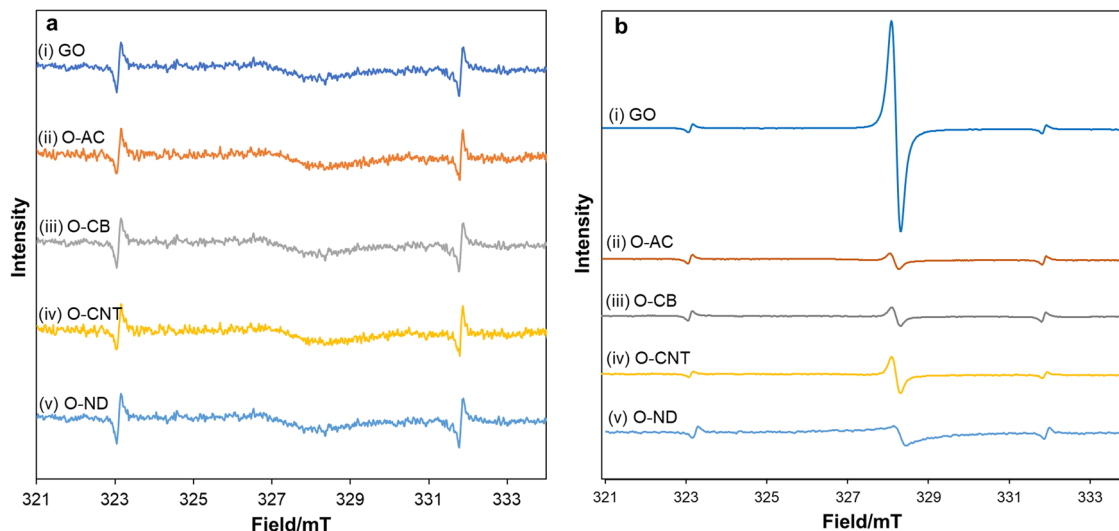 a
(i) GO
(ii) O-AC
(iii) O-CB
(iv) O-CNT
(v) O-ND
Intensity
321 323 325 327 329 331 333
Field/mT
b
(i) GO
(ii) O-AC
(iii) O-CB
(iv) O-CNT
(v) O-ND
Intensity
321 323 325 327 329 331 333
Field/mT